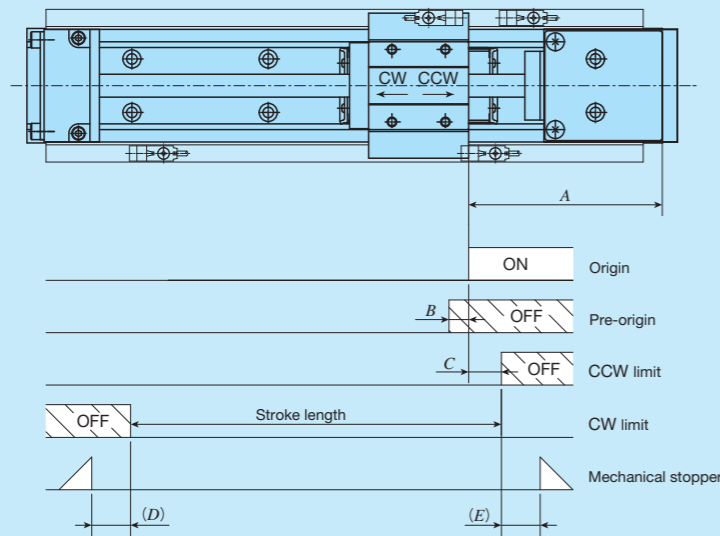 CW CCW
A
ON Origin
B OFF Pre-origin
C OFF CCW limit
OFF Stroke length CW limit
Mechanical stopper
(D) (E)